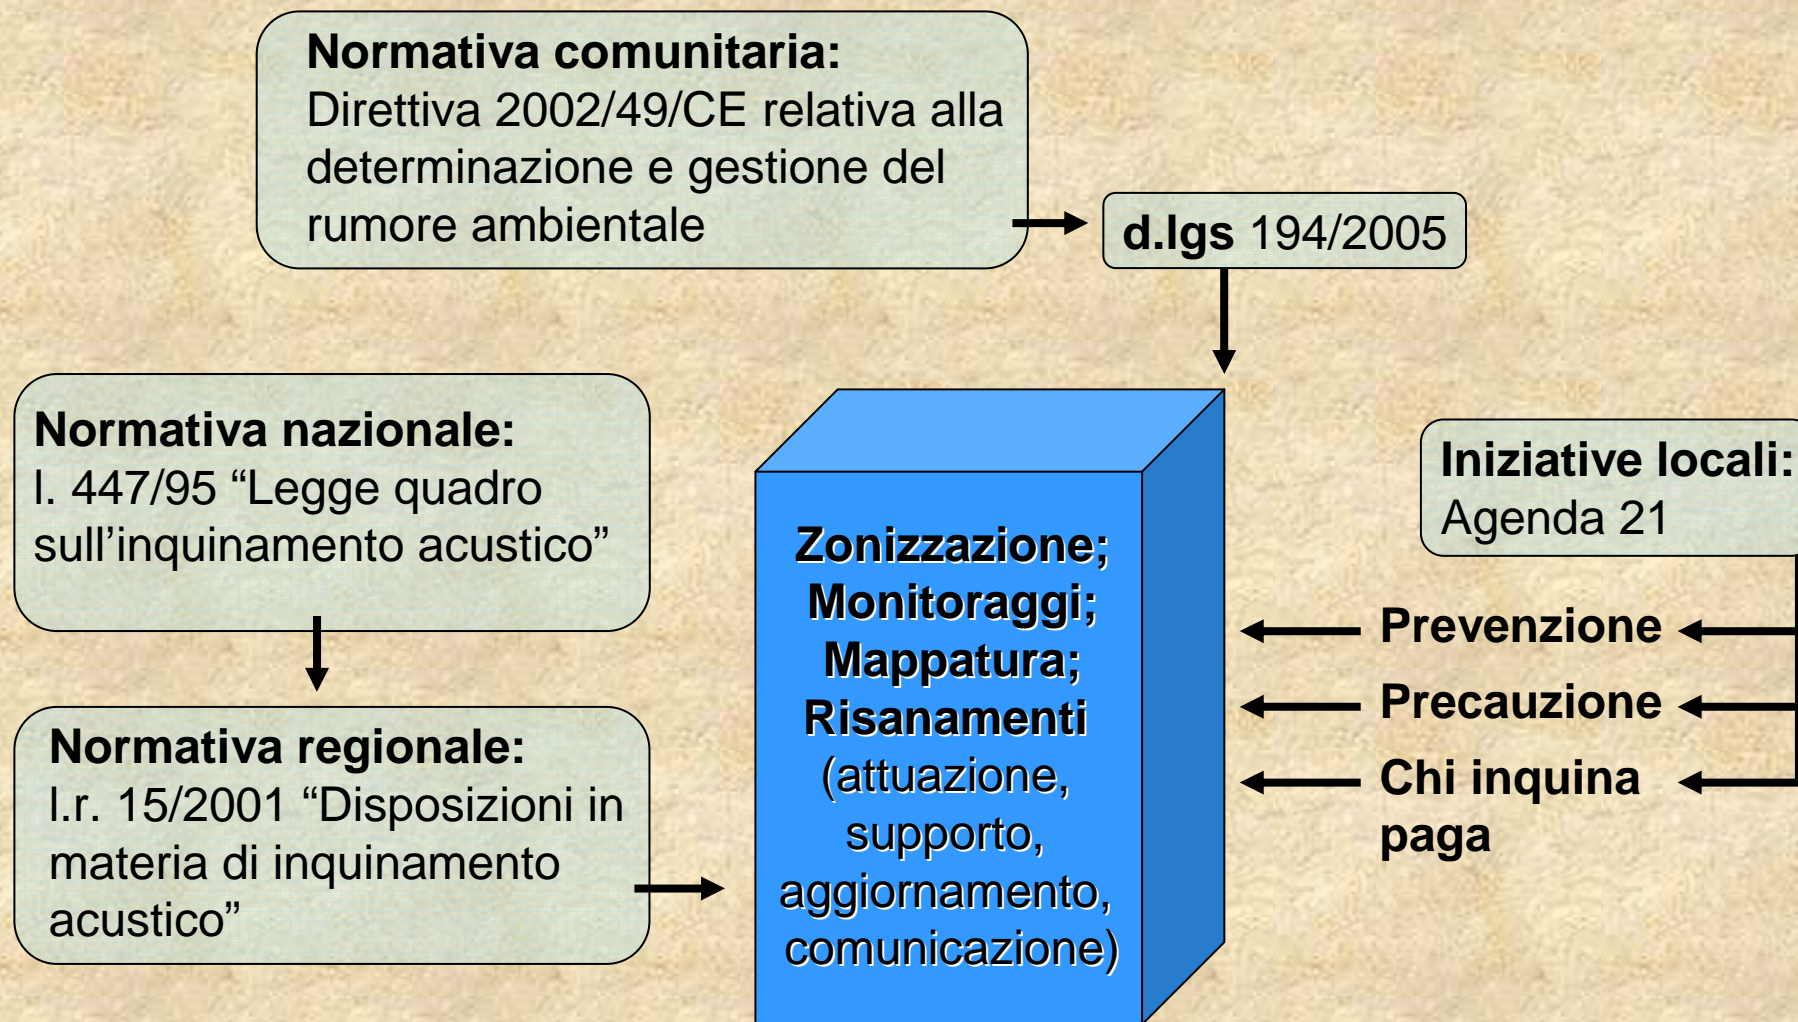 Normativa comunitaria:
Direttiva 2002/49/CE relativa alla
determinazione e gestione del
rumore ambientale
d.lgs 194/2005
Normativa nazionale:
l. 447/95 “Legge quadro
sull’inquinamento acustico”
Normativa regionale:
l.r. 15/2001 “Disposizioni in
materia di inquinamento
acustico”
Zonizzazione;
Monitoraggi;
Mappatura;
Risanamenti
(attuazione,
supporto,
aggiornamento,
comunicazione)
Iniziative locali:
Agenda 21
Prevenzione
Precauzione
Chi inquina
paga